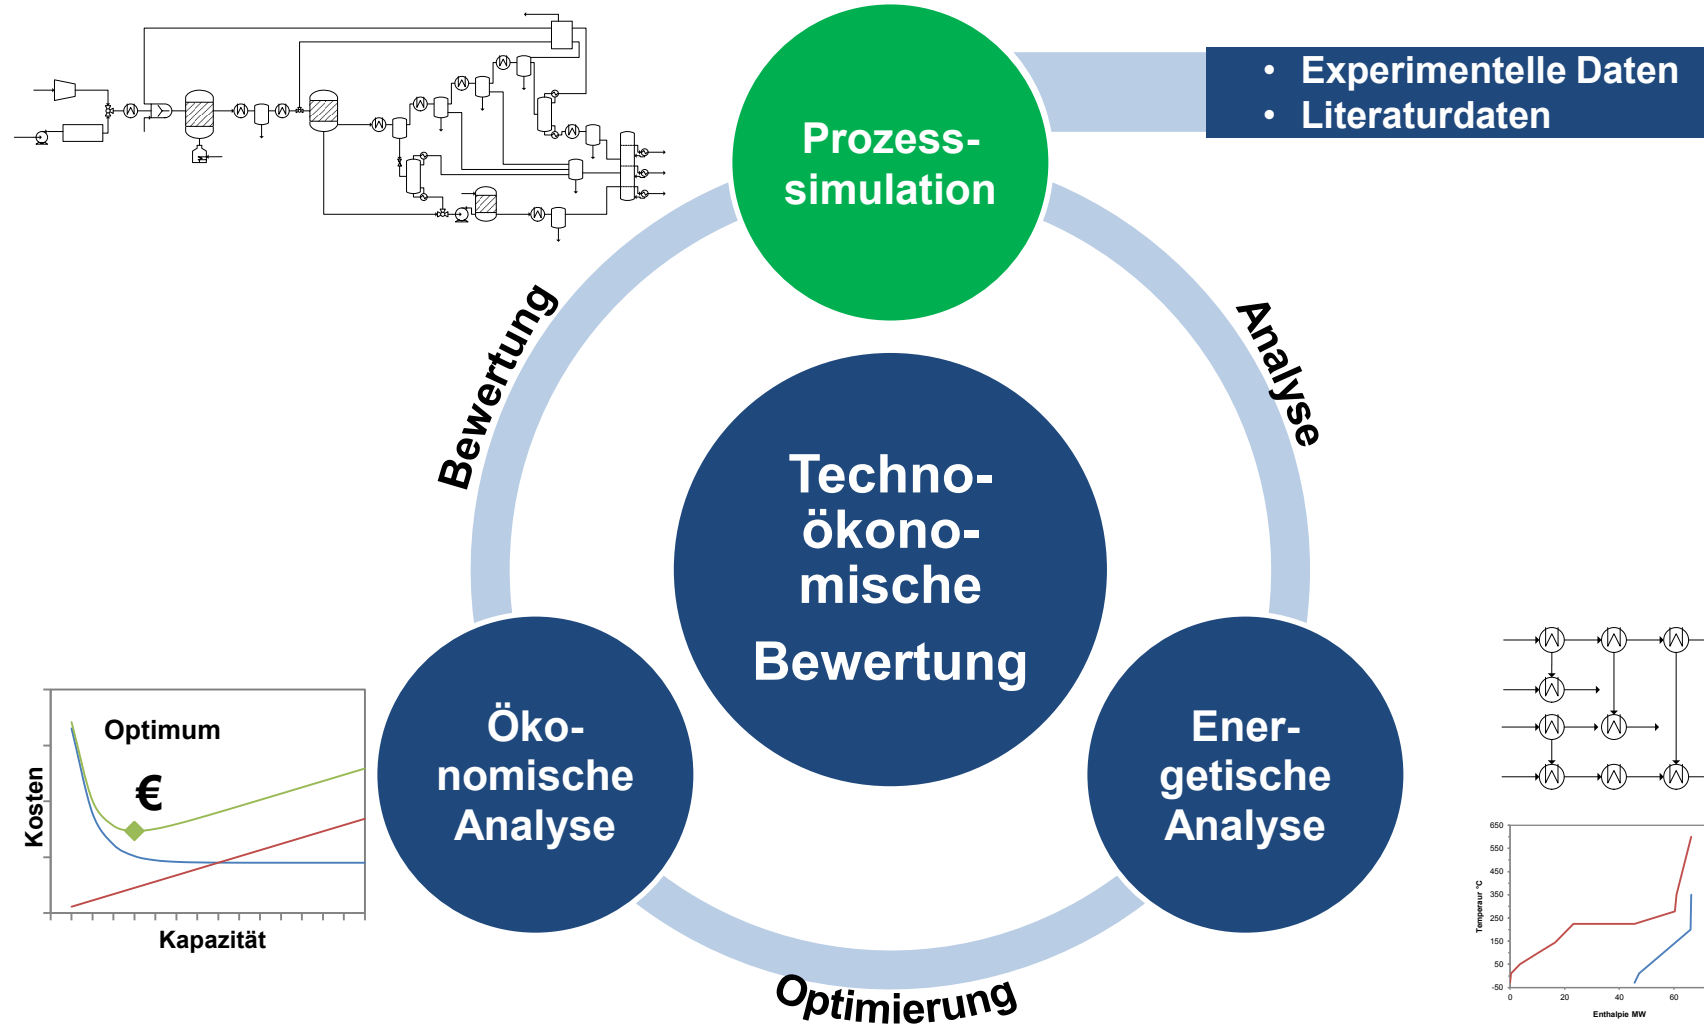 • Experimentelle Daten
• Literaturdaten
Prozess-
simulation
Bewertung
Analyse
Techno-
ökono-
mische
Bewertung
Öko-
nomische
Analyse
Ener-
getische
Analyse
Optimierung
Optimum
€
Kosten
Kapazität
650
550
450
350
250
150
50
-50
Temperaur °C
0
20
40
60
Enthalpie MW